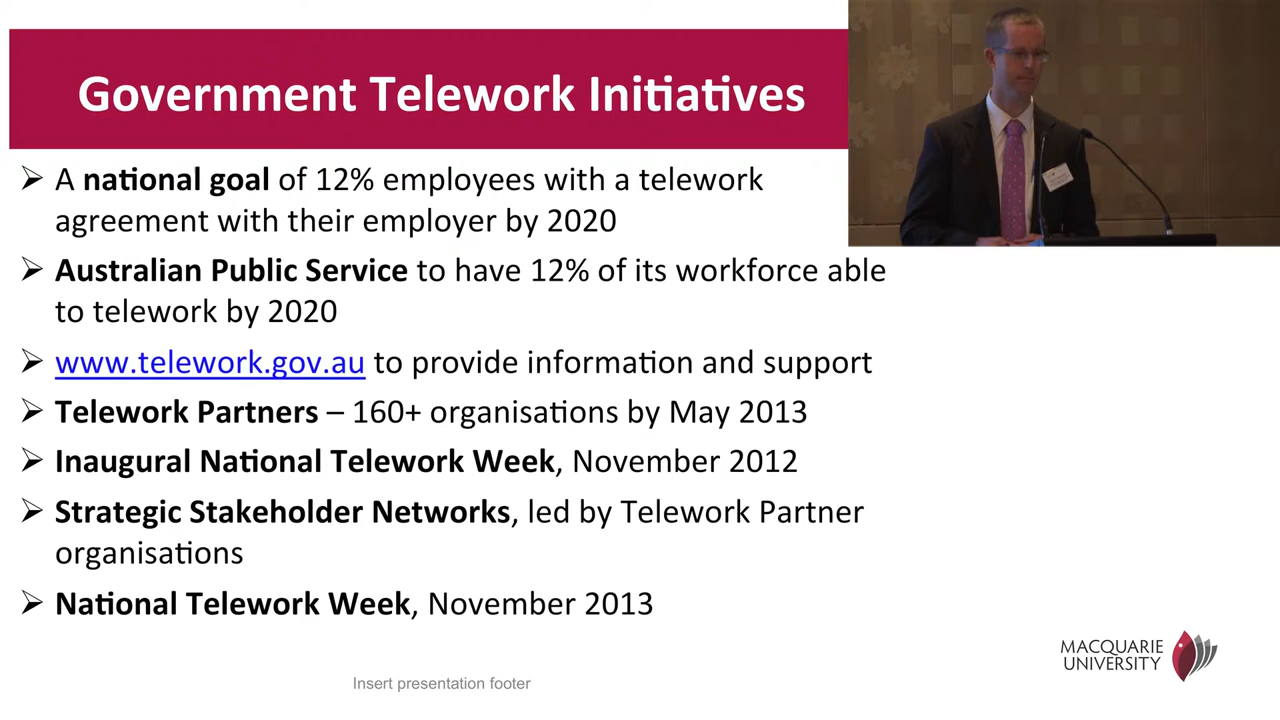 Government Telework Initiatives
➢ A national goal of 12% employees with a telework
agreement with their employer by 2020
➢ Australian Public Service to have 12% of its workforce able
to telework by 2020
➢ www.telework.gov.au to provide information and support
➢ Telework Partners – 160+ organisations by May 2013
➢ Inaugural National Telework Week, November 2012
➢ Strategic Stakeholder Networks, led by Telework Partner
organisations
➢ National Telework Week, November 2013
MACQUARIE
UNIVERSITY
Insert presentation footer